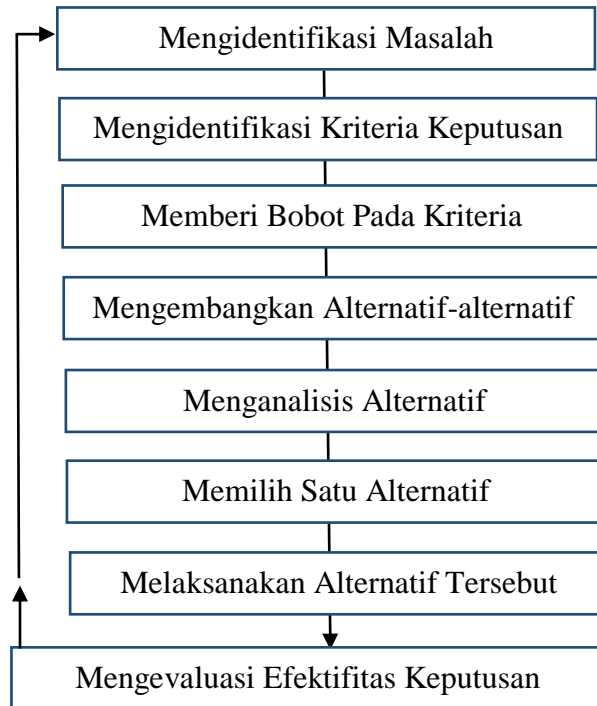 Mengidentifikasi Masalah
Mengidentifikasi Kriteria Keputusan
Memberi Bobot Pada Kriteria
Mengembangkan Alternatif-alternatif
Menganalisis Alternatif
Memilih Satu Alternatif
Melaksanakan Alternatif Tersebut
Mengevaluasi Efektifitas Keputusan